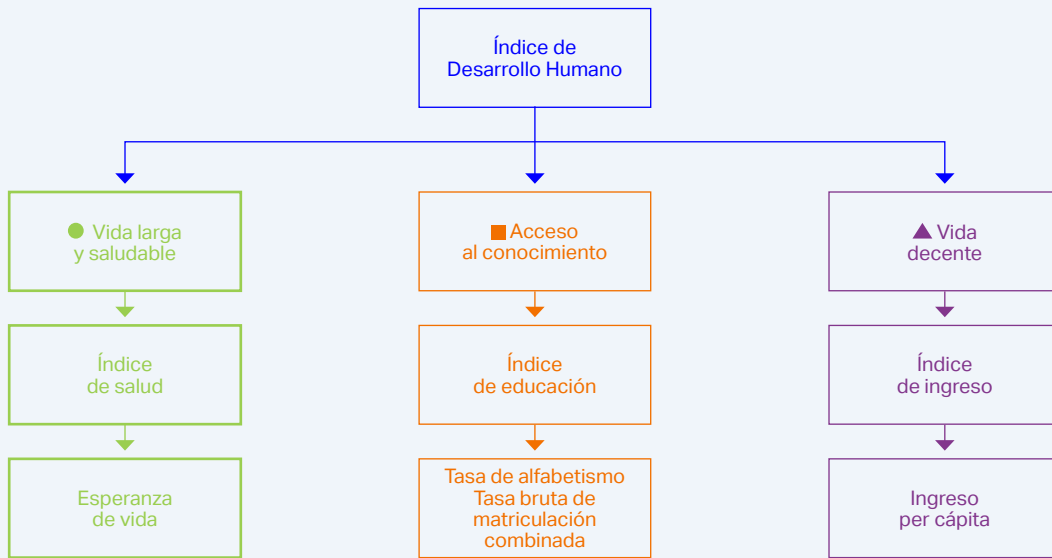 Índice de
Desarrollo Humano
Vida larga
y saludable
Acceso
al conocimiento
Vida
decente
Índice
de salud
Índice
de educación
Índice
de ingreso
Esperanza
de vida
Tasa de alfabetismo
Tasa bruta de
matriculación
combinada
Ingreso
per cápita